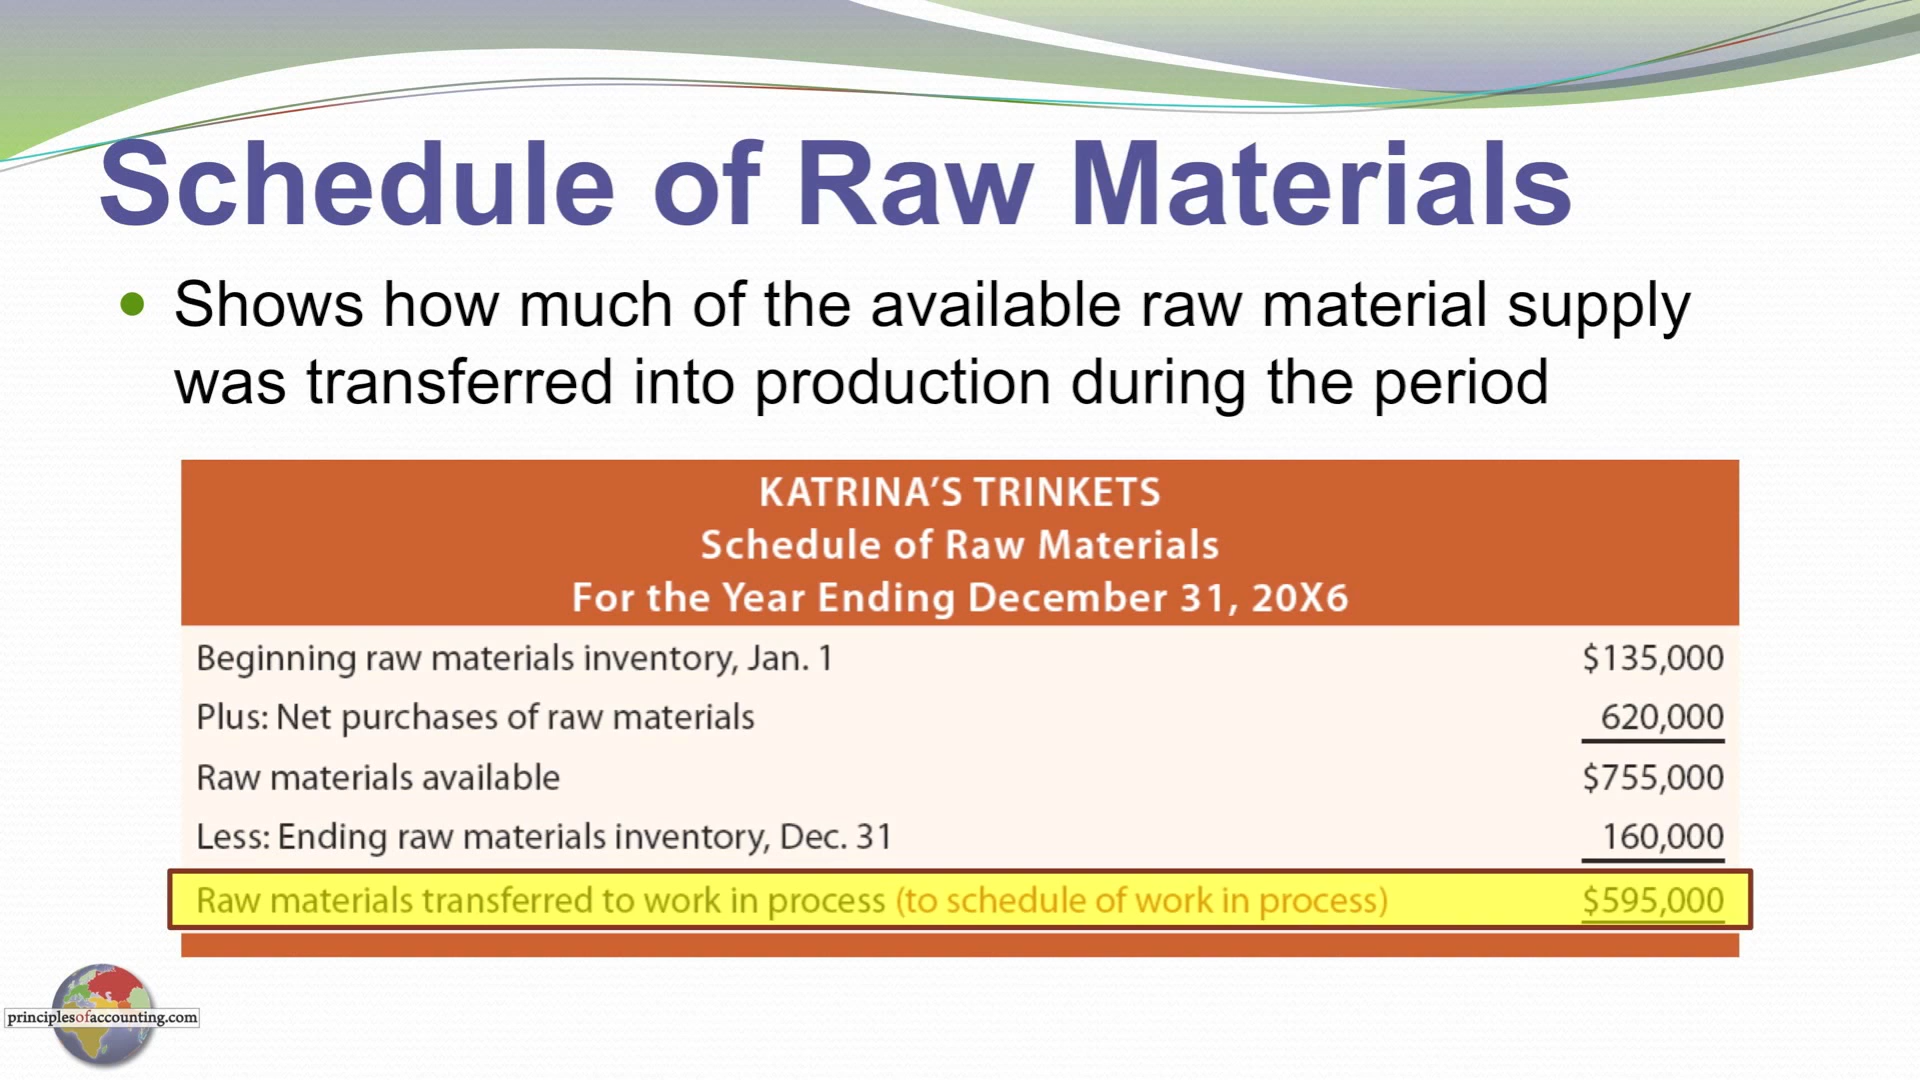 Schedule of Raw Materials
Shows how much of the available raw material supply
was transferred into production during the period
KATRINA’S TRINKETS
Schedule of Raw Materials
For the Year Ending December 31, 20X6
Beginning raw materials inventory, Jan. 1 $135,000
Plus: Net purchases of raw materials 620,000
Raw materials available $755,000
Less: Ending raw materials inventory, Dec. 31 160,000
Raw materials transferred to work in process (to schedule of work in process) $595,000
principlesofaccounting.com